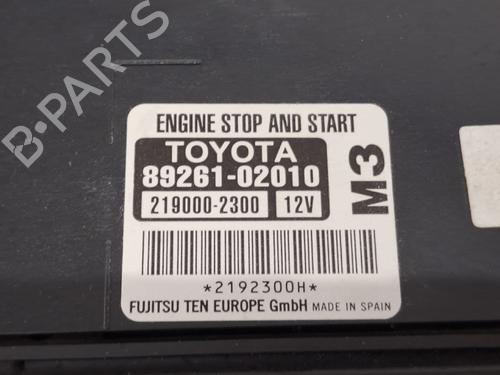 B-PARTS
ENGINE STOP AND START
TOYOTA
89261-02010
219000-2300 12V
M3
*2192300H*
FUJITSU TEN EUROPE GmbH MADE IN SPAIN